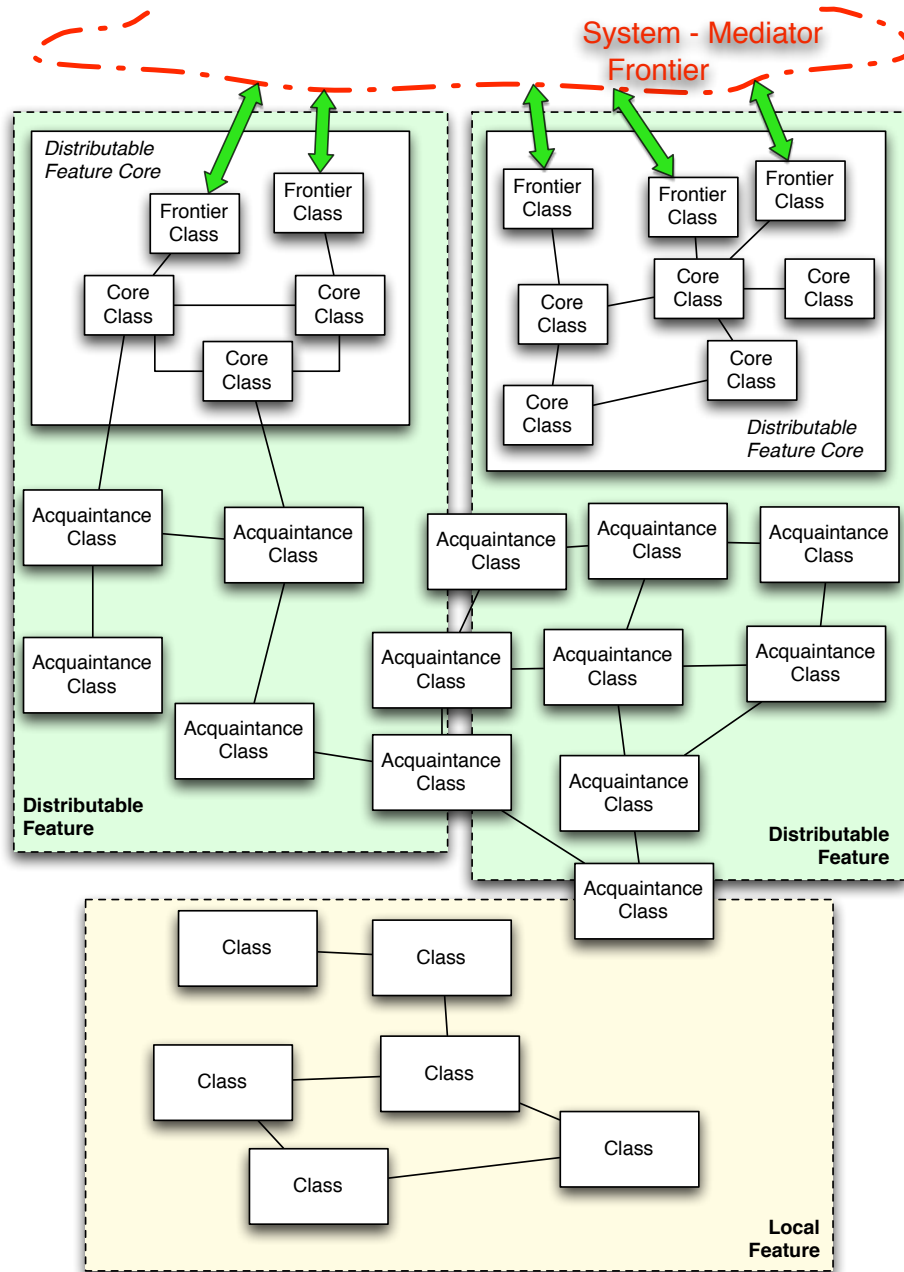 System - Mediator
Frontier
Distributable
Feature Core
Frontier
Class
Frontier
Class
Core
Class
Core
Class
Core
Class
Frontier
Class
Frontier
Class
Frontier
Class
Core
Class
Core
Class
Core
Class
Core
Class
Core
Class
Distributable
Feature Core
Acquaintance
Class
Acquaintance
Class
Acquaintance
Class
Acquaintance
Class
Distributable
Feature
Acquaintance
Class
Acquaintance
Class
Acquaintance
Class
Acquaintance
Class
Acquaintance
Class
Acquaintance
Class
Acquaintance
Class
Acquaintance
Class
Distributable
Feature
Acquaintance
Class
Class
Class
Class
Class
Class
Class
Local
Feature